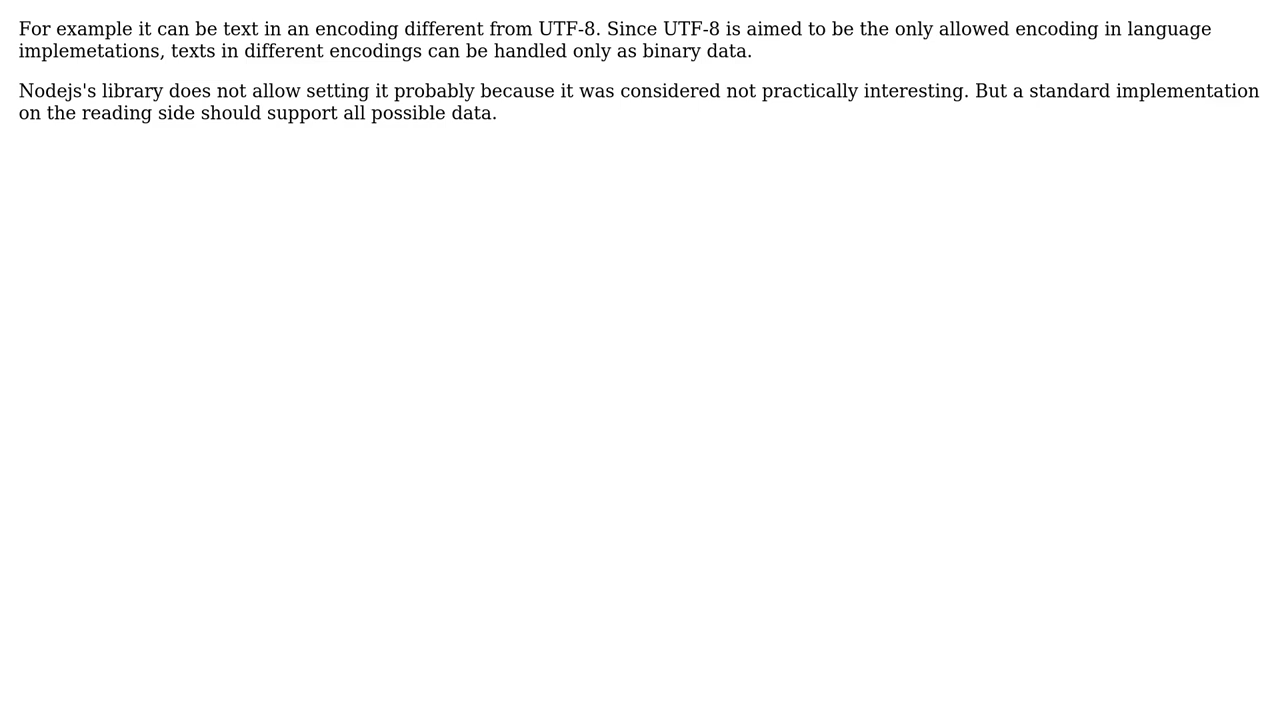 For example it can be text in an encoding different from UTF-8. Since UTF-8 is aimed to be the only allowed encoding in language
implemetations, texts in different encodings can be handled only as binary data.
Nodejs's library does not allow setting it probably because it was considered not practically interesting. But a standard implementation
on the reading side should support all possible data.